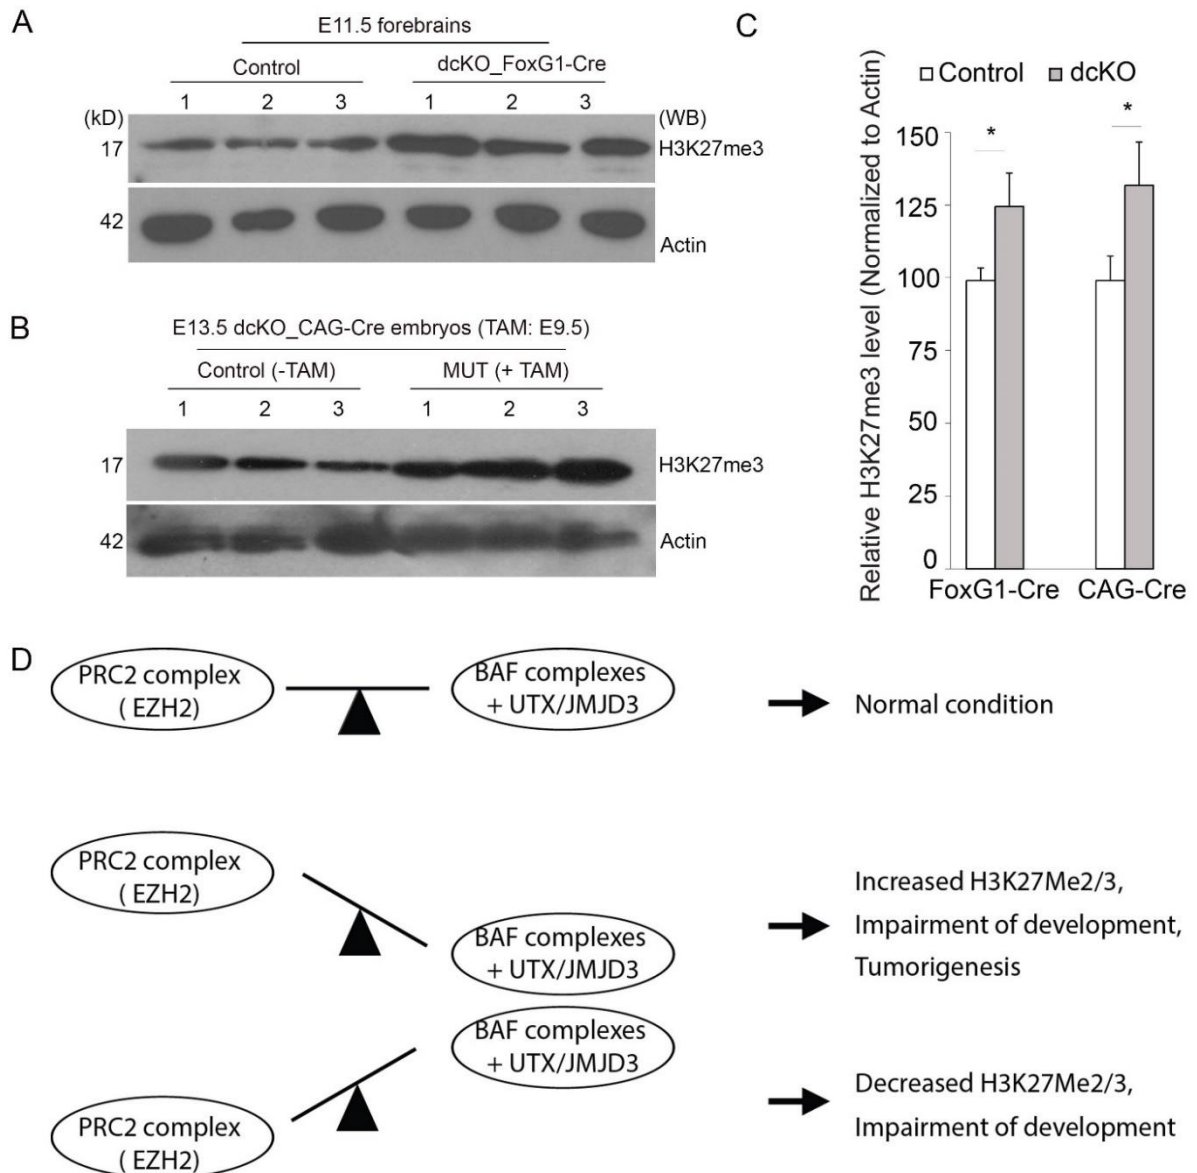 A
E11.5 forebrains
Control
dcKO_FoxG1-Cre
1 2 3 1 2 3
(kD)
(WB)
17
H3K27me3
42
Actin
B
E13.5 dcKO_CAG-Cre embryos (TAM: E9.5)
Control (-TAM)
MUT (+ TAM)
1 2 3 1 2 3
17
H3K27me3
42
Actin
C
Control
dcKO
Relative H3K27me3 level (Normalized to Actin)
150
125
100
75
50
25
0
*
*
FoxG1-Cre
CAG-Cre
D
PRC2 complex
( EZH2)
BAF complexes
+ UTX/JMJD3
Normal condition
PRC2 complex
( EZH2)
BAF complexes
+ UTX/JMJD3
Increased H3K27Me2/3,
Impairment of development,
Tumorigenesis
BAF complexes
+ UTX/JMJD3
PRC2 complex
( EZH2)
Decreased H3K27Me2/3,
Impairment of development